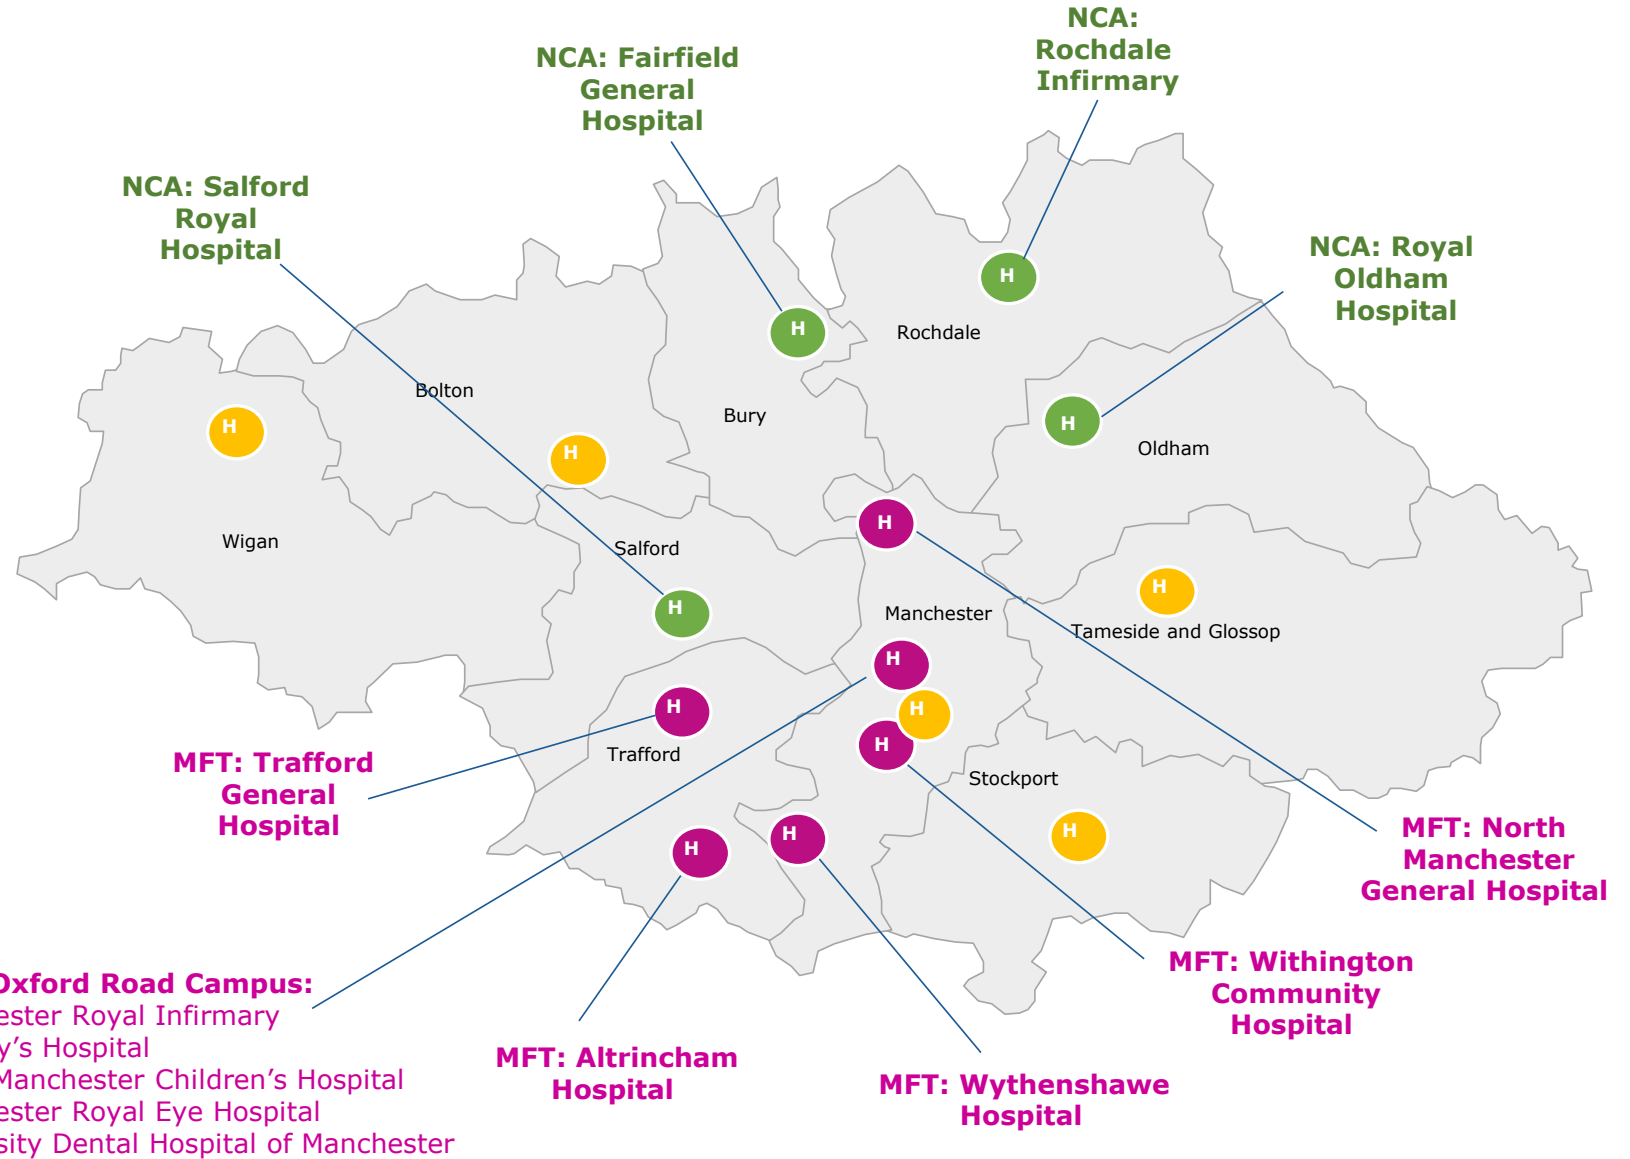 NCA:
Rochdale
Infirmary
NCA: Fairfield
General
Hospital
NCA: Salford
Royal
Hospital
NCA: Royal
Oldham
Hospital
H
H
Rochdale
Bolton
Bury
H
Oldham
H
H
H
Wigan
Salford
H
Manchester
H
Tameside and Glossop
H
H
H
H
Trafford
Stockport
MFT: Trafford
General
Hospital
H
H
H
MFT: North
Manchester
General Hospital
MFT: Withington
Community
Hospital
Oxford Road Campus:
ester Royal Infirmary
y's Hospital
Manchester Children's Hospital
ester Royal Eye Hospital
sity Dental Hospital of Manchester
MFT: Altrincham
Hospital
MFT: Wythenshawe
Hospital